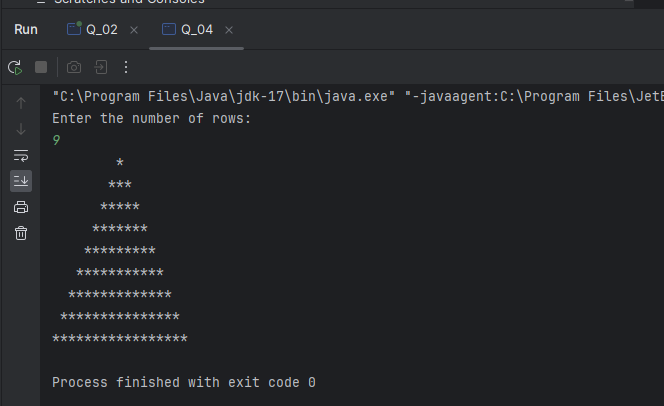 Scratches and Consoles
Run Q_02 × Q_04 ×
"C:\Program Files\Java\jdk-17\bin\java.exe" "-javaagent:C:\Program Files\JetB
Enter the number of rows:
9
        *
       ***
      *****
     *******
    *********
   ***********
  *************
 ***************
*****************
Process finished with exit code 0